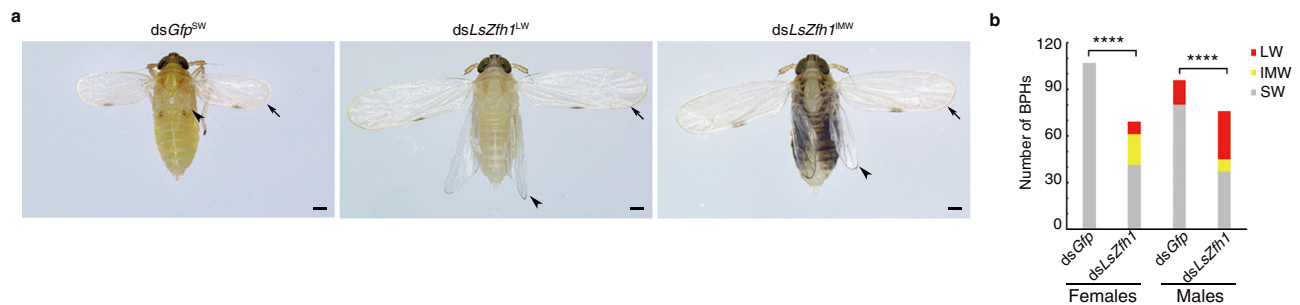 a
dsGfpSW
dsLsZfh1LW
dsLsZfh1IMW
b
Number of BPHs
120
90
60
30
0
****
****
LW
IMW
SW
dsGfp
dsLsZfh1
dsGfp
dsLsZfh1
Females
Males